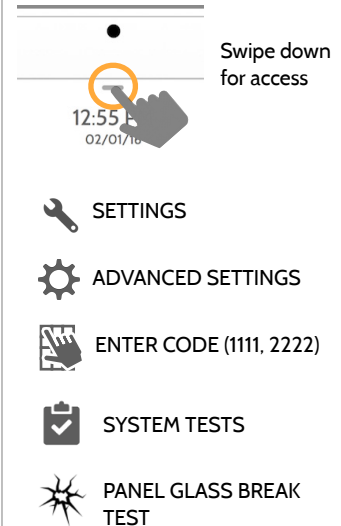 Swipe down
for access
12:55
02/01/18
SETTINGS
ADVANCED SETTINGS
ENTER CODE (1111, 2222)
SYSTEM TESTS
PANEL GLASS BREAK
TEST